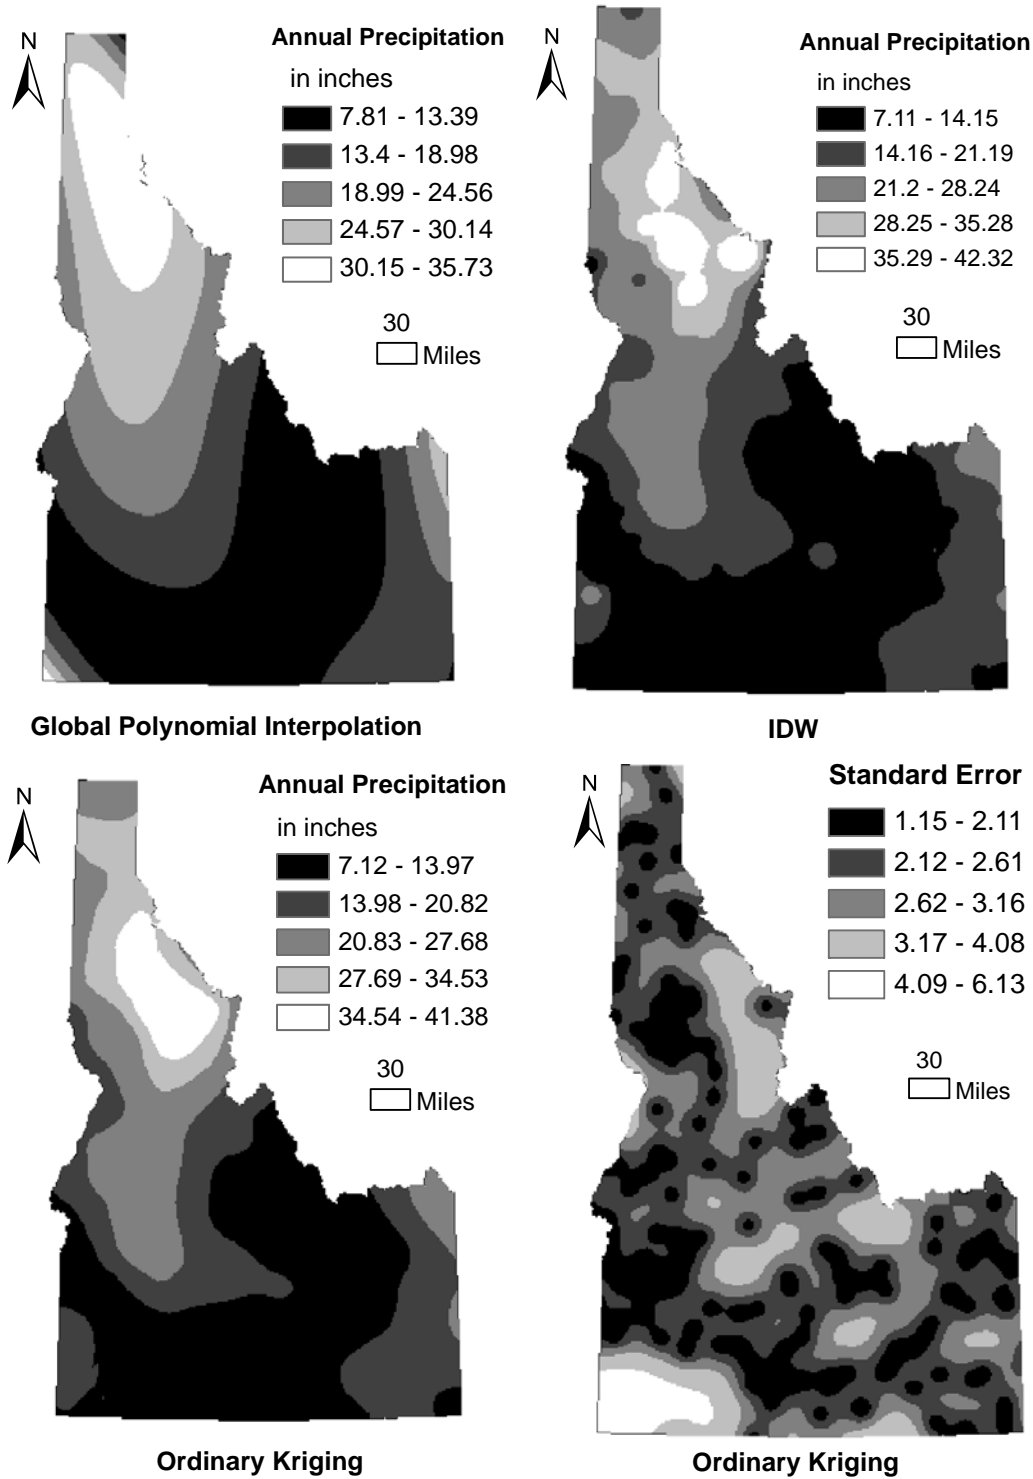 N
Annual Precipitation
in inches
7.81 - 13.39
13.4 - 18.98
18.99 - 24.56
24.57 - 30.14
30.15 - 35.73
30
Miles
Global Polynomial Interpolation
N
Annual Precipitation
in inches
7.11 - 14.15
14.16 - 21.19
21.2 - 28.24
28.25 - 35.28
35.29 - 42.32
30
Miles
IDW
N
Annual Precipitation
in inches
7.12 - 13.97
13.98 - 20.82
20.83 - 27.68
27.69 - 34.53
34.54 - 41.38
30
Miles
Ordinary Kriging
N
Standard Error
1.15 - 2.11
2.12 - 2.61
2.62 - 3.16
3.17 - 4.08
4.09 - 6.13
30
Miles
Ordinary Kriging